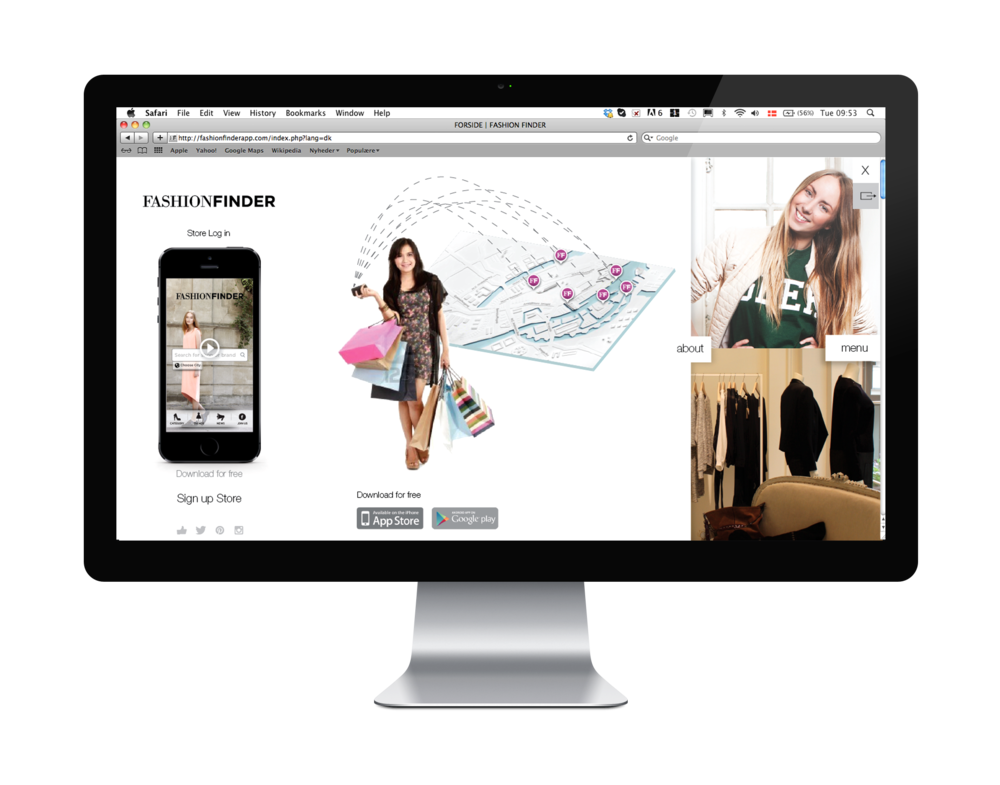 Safari File Edit View History Bookmarks Window Help 6 (56%) Tue 09:53
FORSIDE | FASHION FINDER
http://fashionfinderapp.com/index.php?lang=dk Google
Apple Yahoo! Google Maps Wikipedia Nyheder Populære
FASHIONFINDER
Store Log in
FASHIONFINDER
Search for brand
Choose City
Download for free
Sign up Store
FF
FF
FF
FF
FF
FF
Download for free
Available on the iPhone
App Store
Google play
X
about
menu